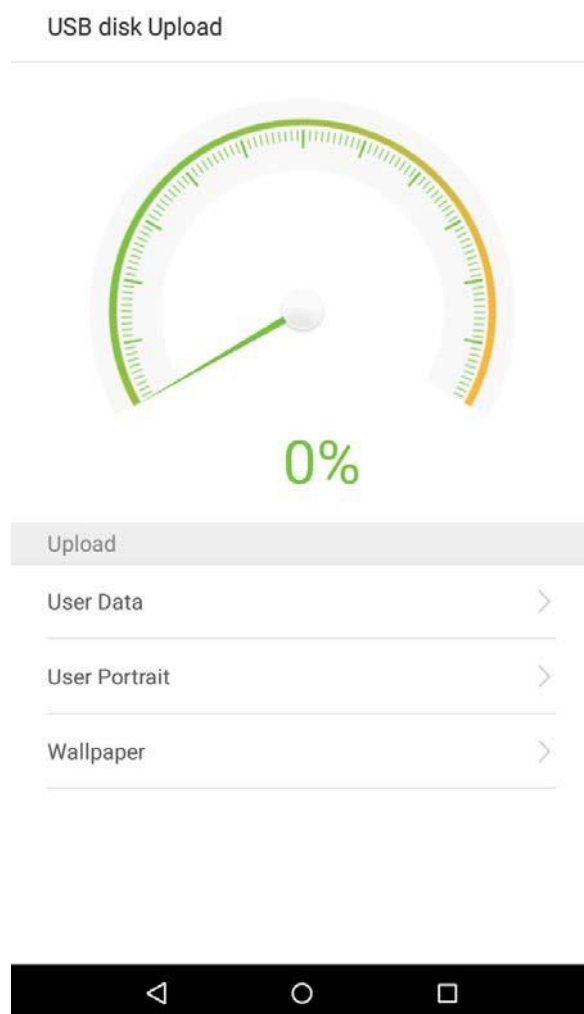 USB disk Upload
0%
Upload
User Data
User Portrait
Wallpaper